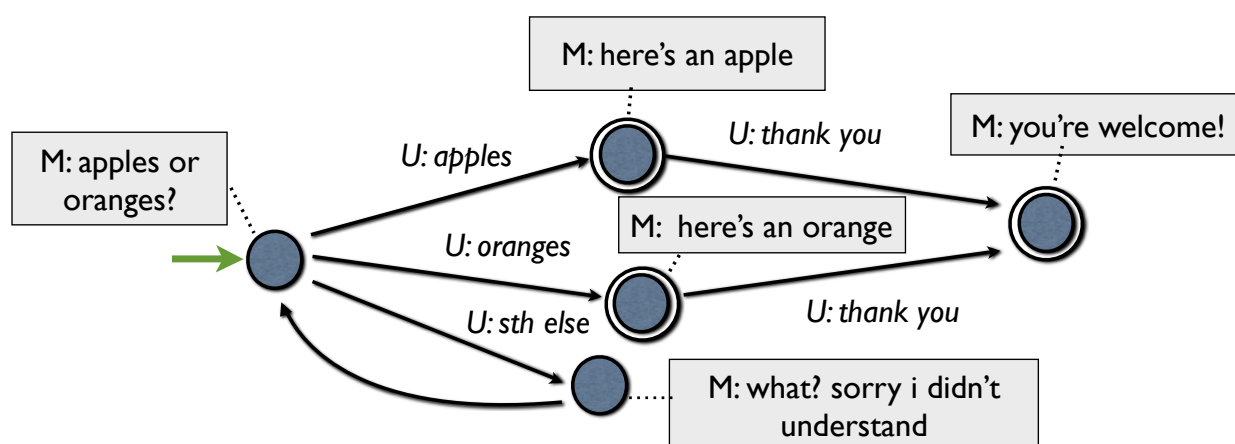 M: here's an apple
M: you're welcome!
U: thank you
M: apples or
oranges?
U: apples
M: here's an orange
U: oranges
U: thank you
U: sth else
M: what? sorry i didn't
understand